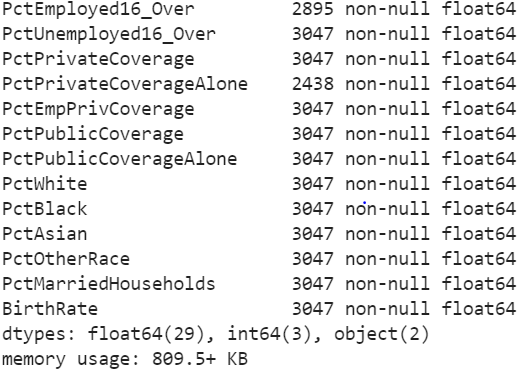 PctEmployed16_Over 2895 non-null float64
PctUnemployed16_Over 3047 non-null float64
PctPrivateCoverage 3047 non-null float64
PctPrivateCoverageAlone 2438 non-null float64
PctEmpPrivCoverage 3047 non-null float64
PctPublicCoverage 3047 non-null float64
PctPublicCoverageAlone 3047 non-null float64
PctWhite 3047 non-null float64
PctBlack 3047 non-null float64
PctAsian 3047 non-null float64
PctOtherRace 3047 non-null float64
PctMarriedHouseholds 3047 non-null float64
BirthRate 3047 non-null float64
dtypes: float64(29), int64(3), object(2)
memory usage: 809.5+ KB